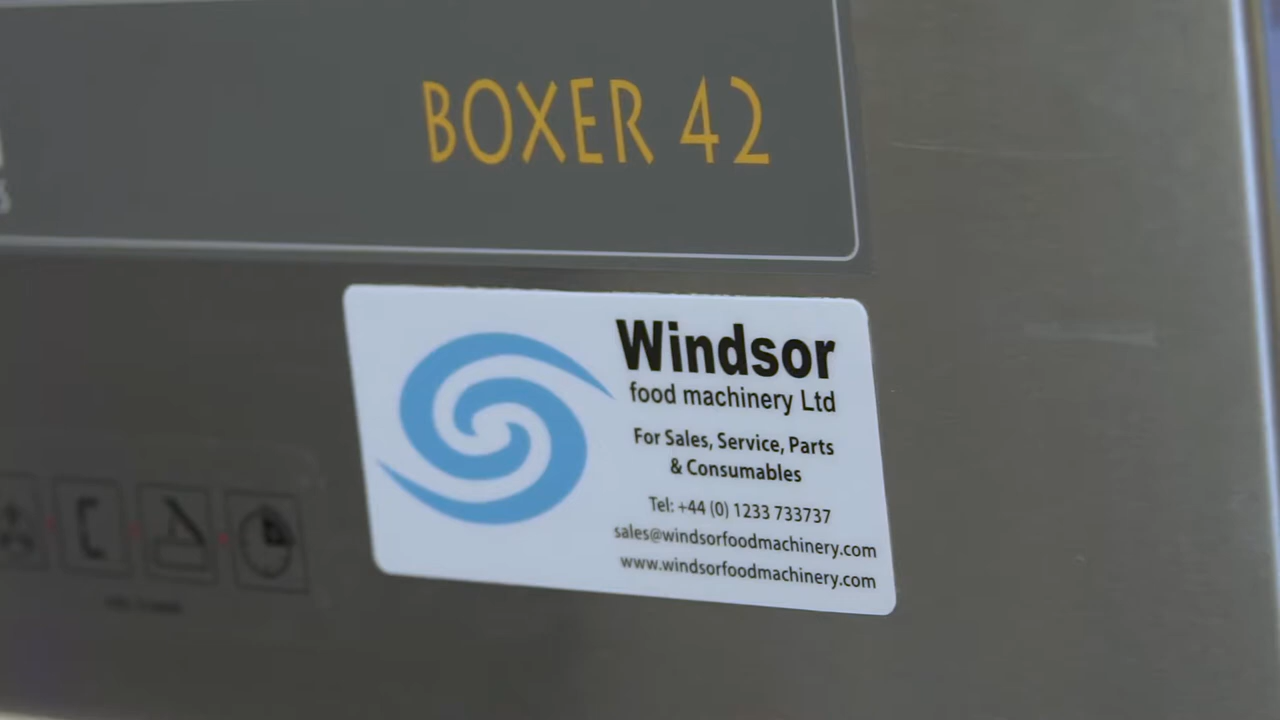 BOXER 42
Windsor
food machinery Ltd
For Sales, Service, Parts
& Consumables
Tel: +44 (0) 1233 733737
sales@windsorfoodmachinery.com
www.windsorfoodmachinery.com